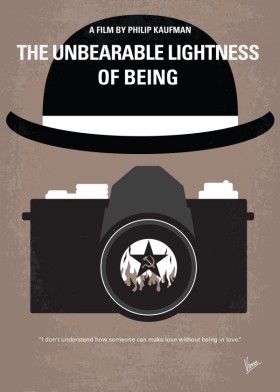 A FILM BY PHILIP KAUFMAN
THE UNBEARABLE LIGHTNESS
OF BEING
"I don't understand how someone can make love without being in love."